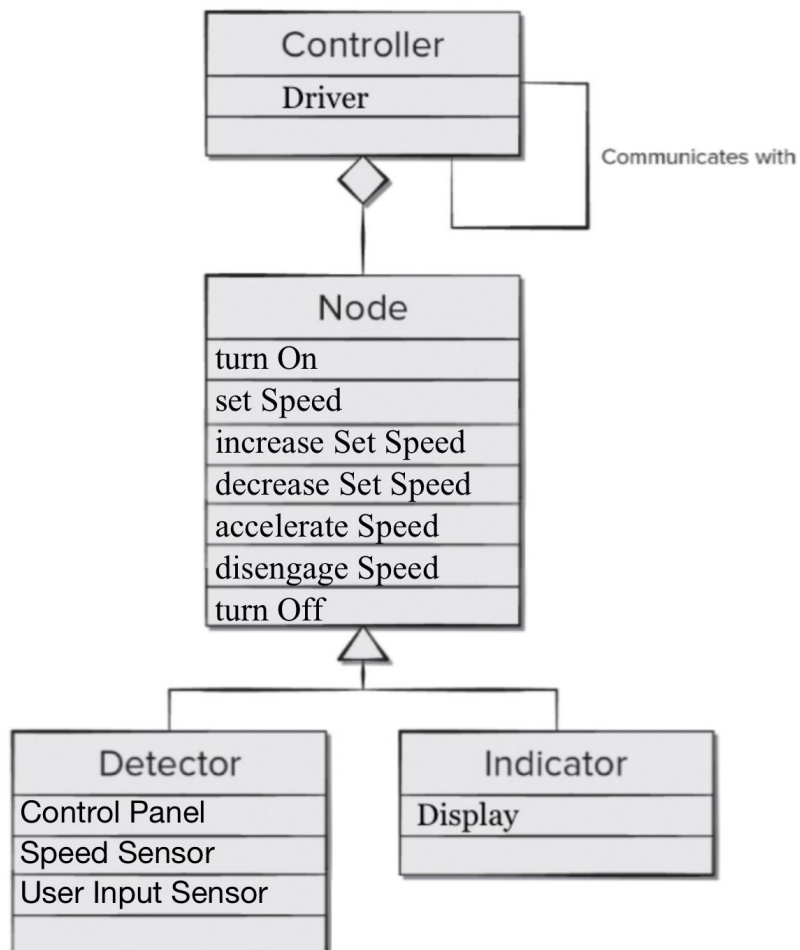 Controller
Driver
Communicates with
Node
turn On
set Speed
increase Set Speed
decrease Set Speed
accelerate Speed
disengage Speed
turn Off
Detector
Control Panel
Speed Sensor
User Input Sensor
Indicator
Display